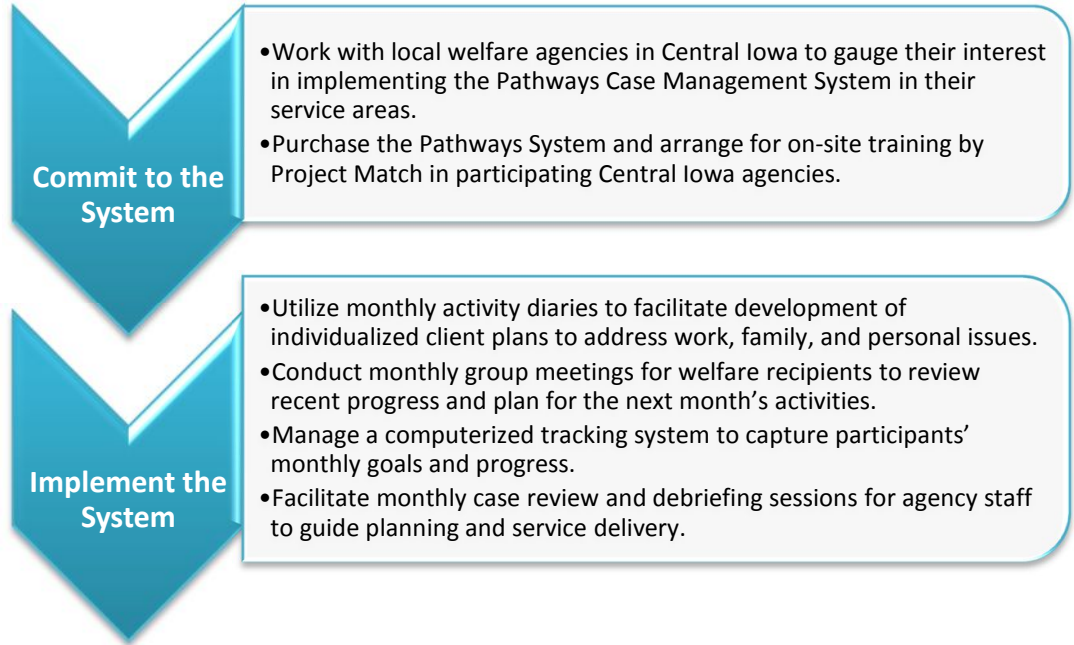 Commit to the
System
•Work with local welfare agencies in Central Iowa to gauge their interest
in implementing the Pathways Case Management System in their
service areas.
•Purchase the Pathways System and arrange for on-site training by
Project Match in participating Central Iowa agencies.
Implement the
System
•Utilize monthly activity diaries to facilitate development of
individualized client plans to address work, family, and personal issues.
•Conduct monthly group meetings for welfare recipients to review
recent progress and plan for the next month’s activities.
•Manage a computerized tracking system to capture participants’
monthly goals and progress.
•Facilitate monthly case review and debriefing sessions for agency staff
to guide planning and service delivery.